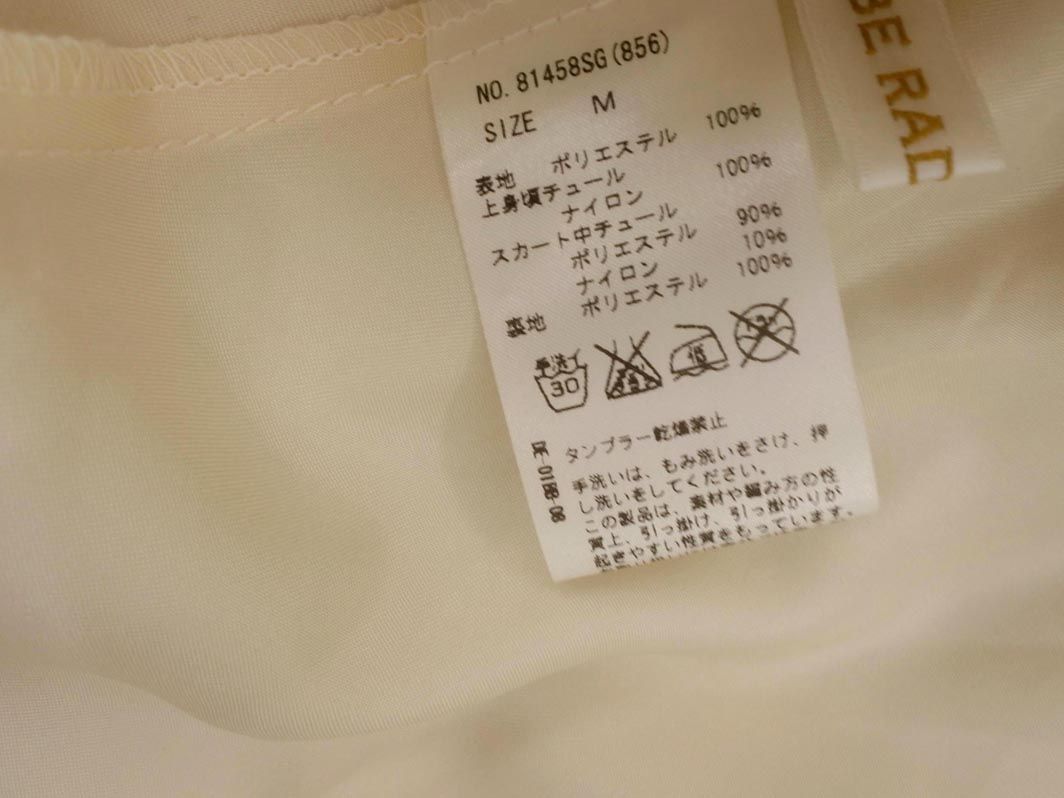 NO. 81458SG(856)
SIZE M
表地 ポリエステル 100%
上身頃チュール
ナイロン 100%
スカート中チュール
ポリエステル 90%
ナイロン 10%
裏地 ポリエステル 100%
手洗イ
30
低
タンブラー乾燥禁止
手洗いは、もみ洗いをさけ、押
し洗いをしてください。
この製品は、素材や編み方の性
質上、引っ掛け、引っ掛かりが
起きやすい性質をもっています。
BE RAD